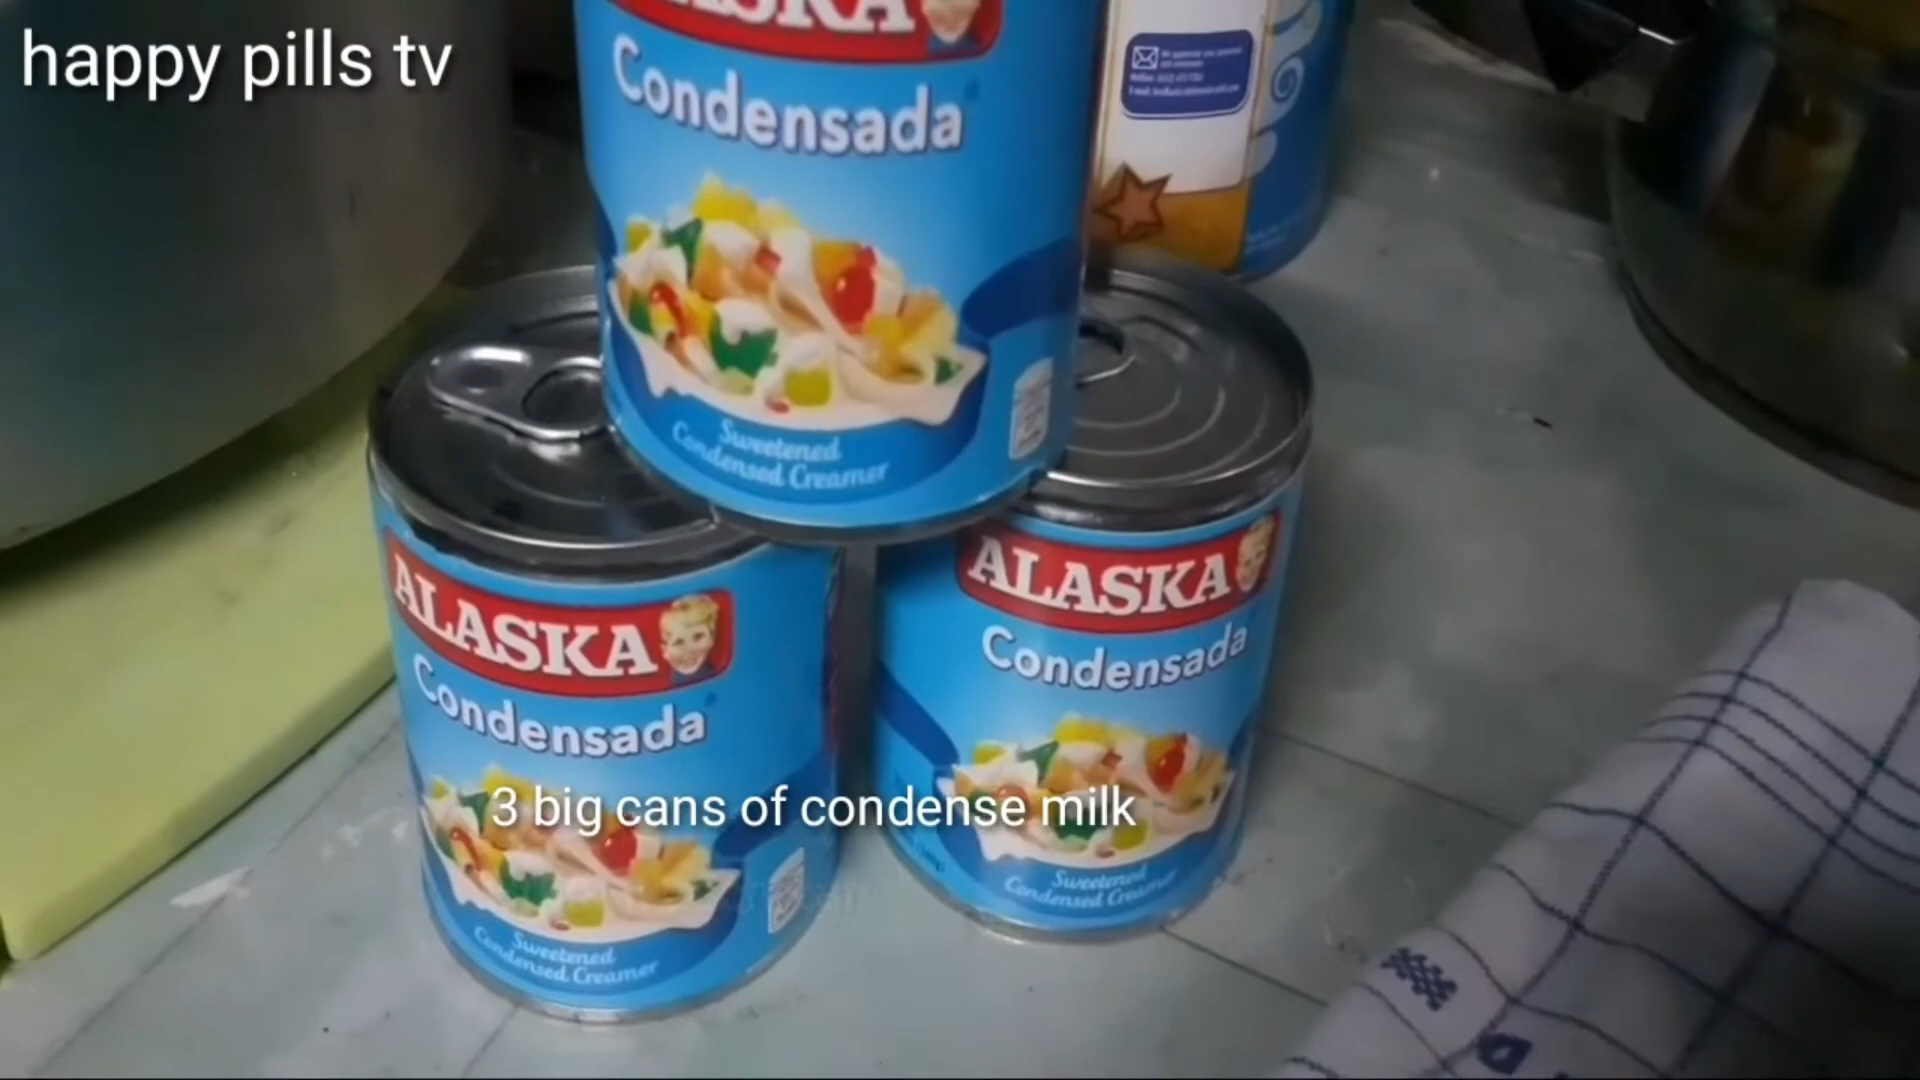 happy pills tv
Condensada
Sweetened
Condensed Creamer
ALASKA
Condensada
Sweetened
Condensed Creamer
ALASKA
Condensada
Sweetened
Condensed Creamer
3 big cans of condense milk